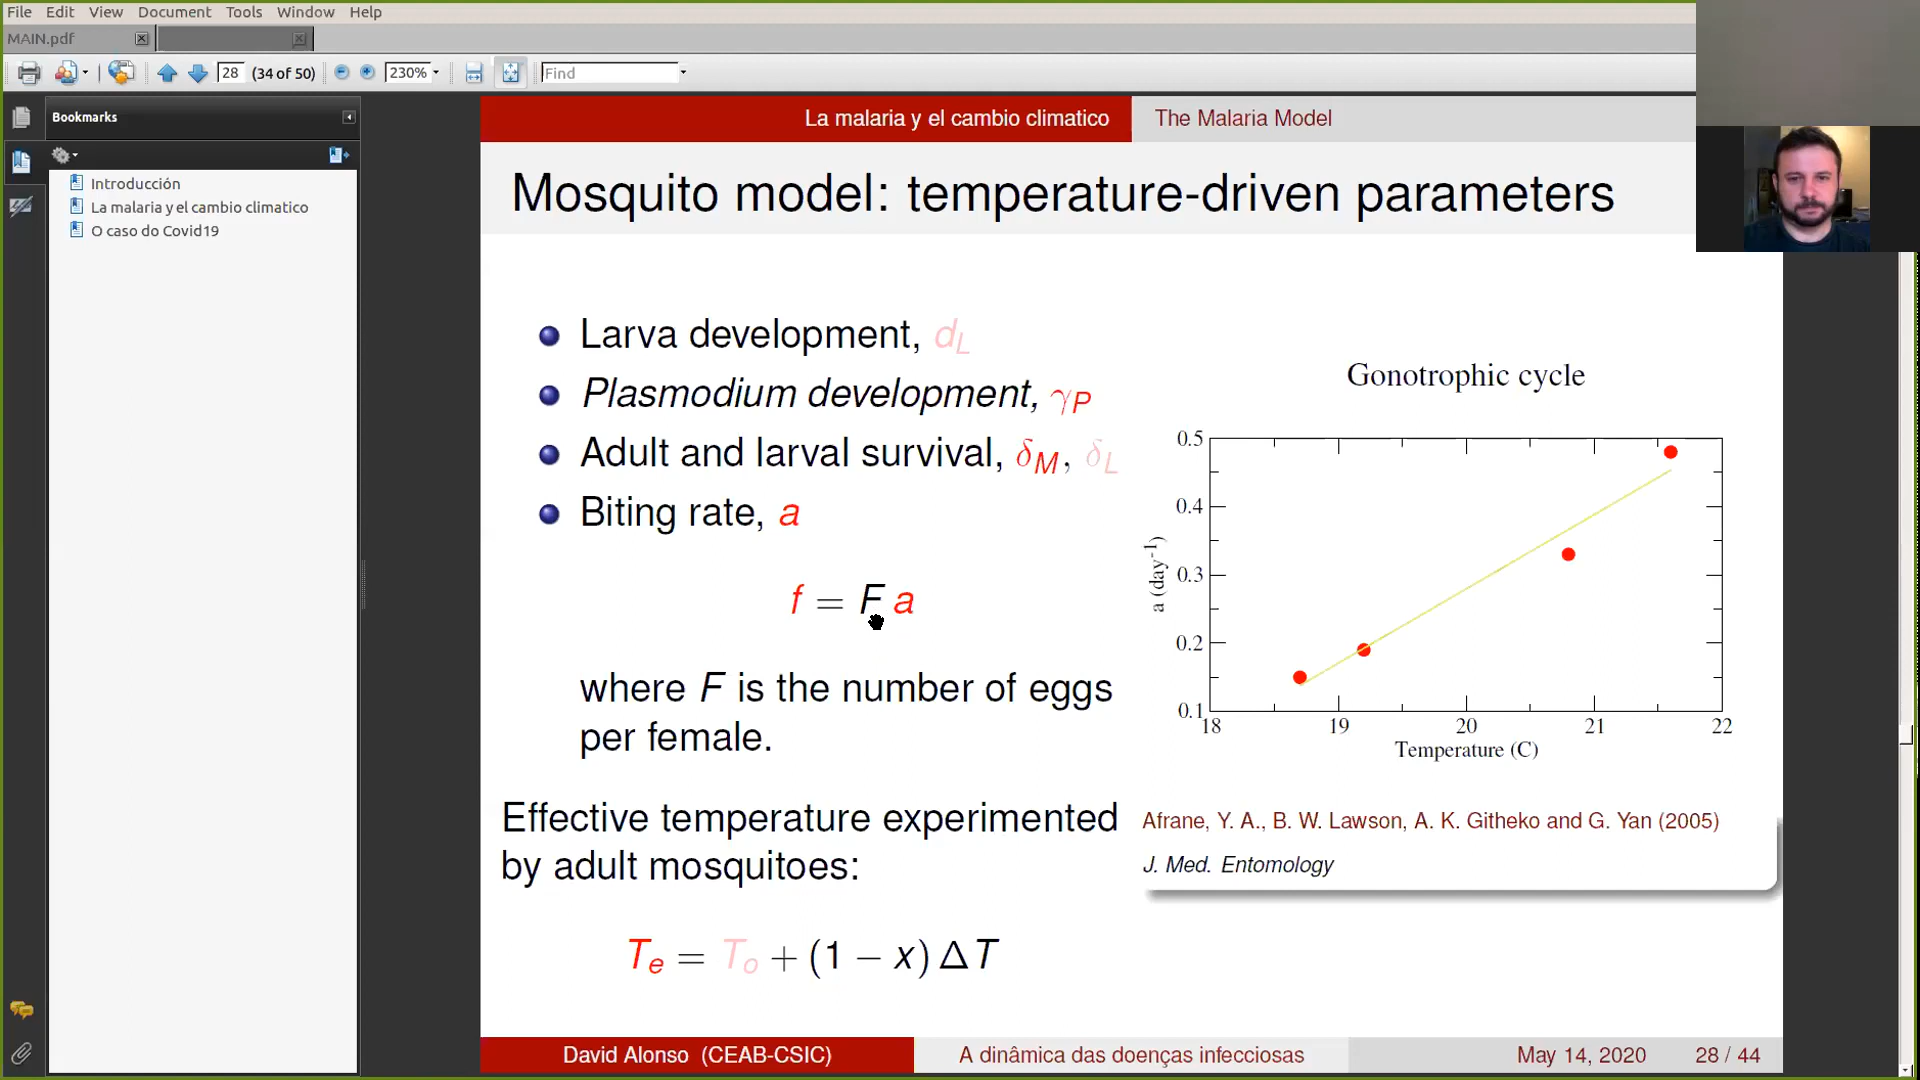 File Edit View Document Tools Window Help
MAIN.pdf
28 (34 of 50) 230% Find
Bookmarks
Introducción
La malaria y el cambio climatico
O caso do Covid19
La malaria y el cambio climatico The Malaria Model
Mosquito model: temperature-driven parameters
Larva development, d_L
Plasmodium development, γ_P
Adult and larval survival, δ_M, δ_L
Biting rate, a
f = F a
where F is the number of eggs
per female.
Effective temperature experimented
by adult mosquitoes:
T_e = T_o + (1 − x) Δ T
Gonotrophic cycle
0.5
0.4
0.3
0.2
0.1
a (day⁻¹)
18 19 20 21 22
Temperature (C)
Afrane, Y. A., B. W. Lawson, A. K. Githeko and G. Yan (2005)
J. Med. Entomology
David Alonso (CEAB-CSIC) A dinâmica das doenças infecciosas May 14, 2020 28 / 44